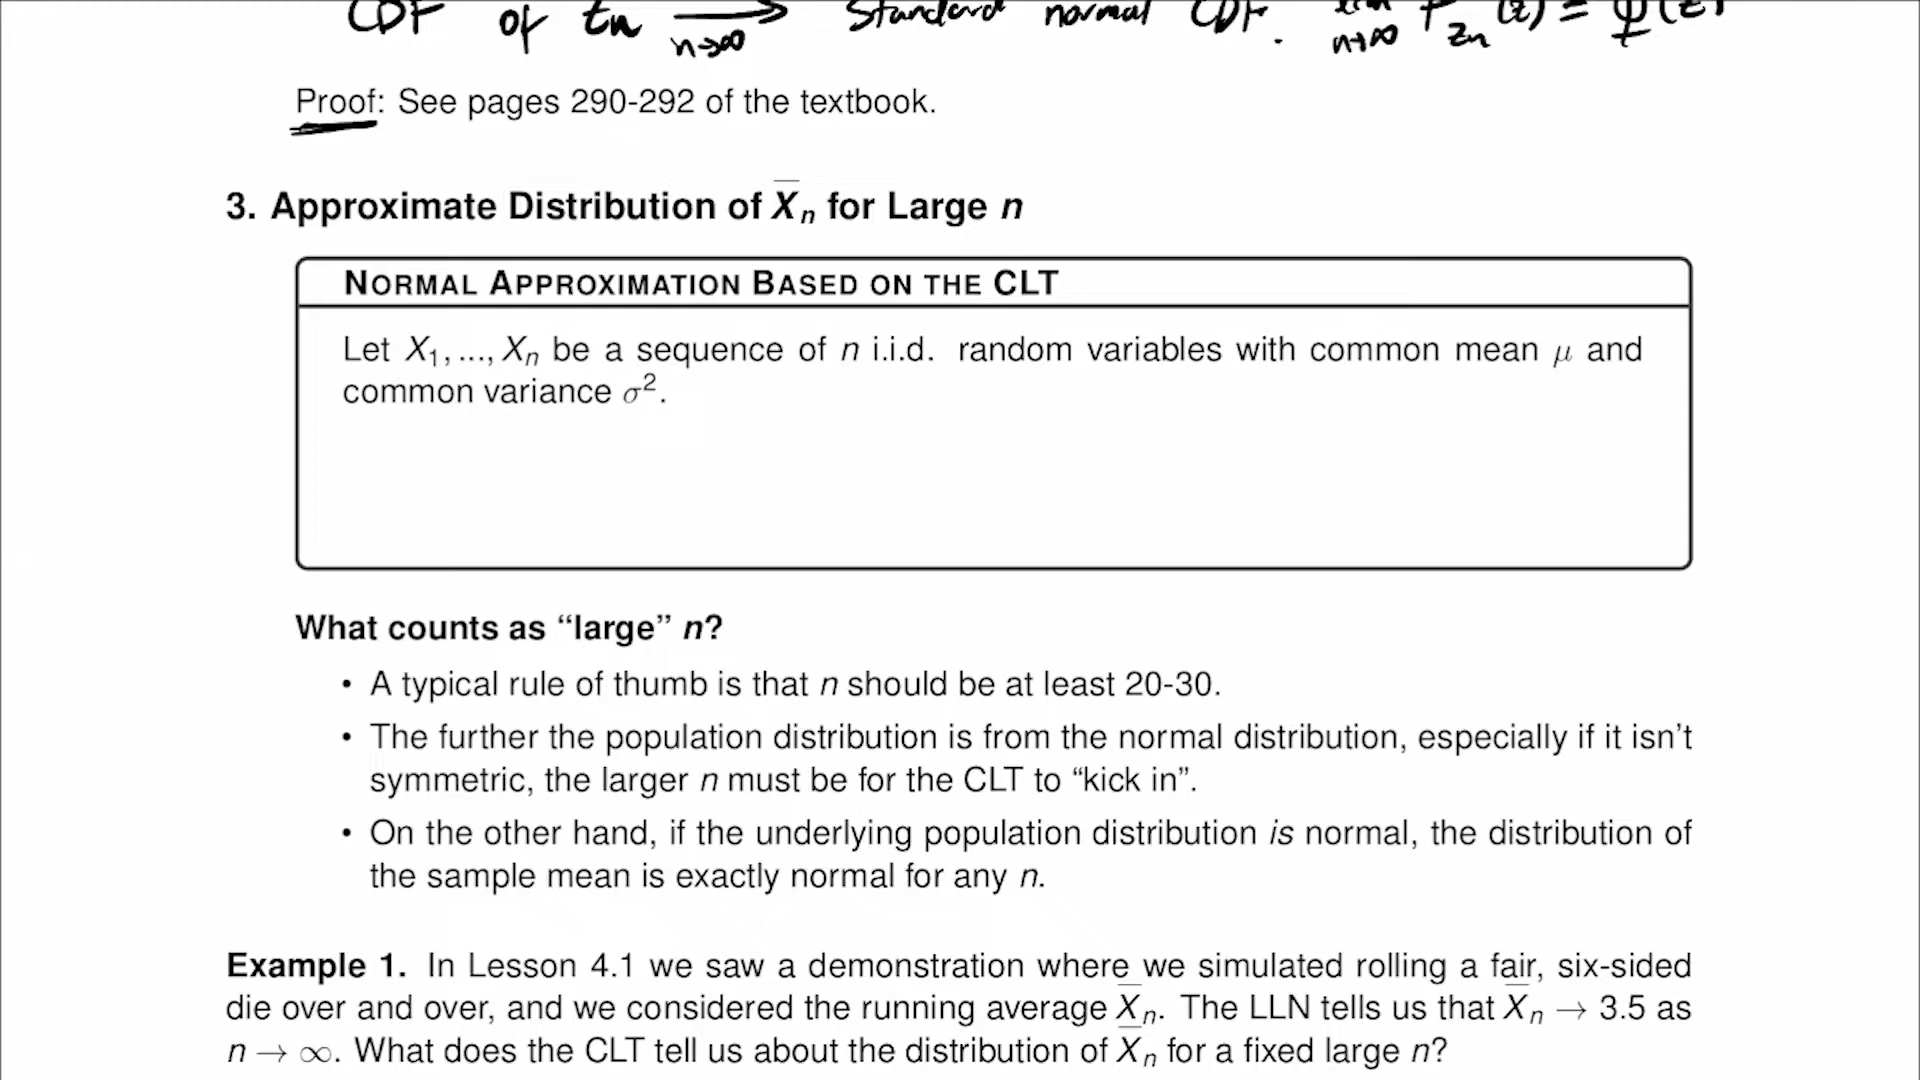 CDF of Zn → n→∞ standard normal CDF. lim n→∞ F Zn (z) = Φ(z)
Proof: See pages 290-292 of the textbook.
3. Approximate Distribution of X̅n for Large n
NORMAL APPROXIMATION BASED ON THE CLT
Let X1, ..., Xn be a sequence of n i.i.d. random variables with common mean μ and
common variance σ².
What counts as “large” n?
• A typical rule of thumb is that n should be at least 20-30.
• The further the population distribution is from the normal distribution, especially if it isn’t
symmetric, the larger n must be for the CLT to “kick in”.
• On the other hand, if the underlying population distribution is normal, the distribution of
the sample mean is exactly normal for any n.
Example 1. In Lesson 4.1 we saw a demonstration where we simulated rolling a fair, six-sided
die over and over, and we considered the running average X̅n. The LLN tells us that X̅n → 3.5 as
n → ∞. What does the CLT tell us about the distribution of X̅n for a fixed large n?